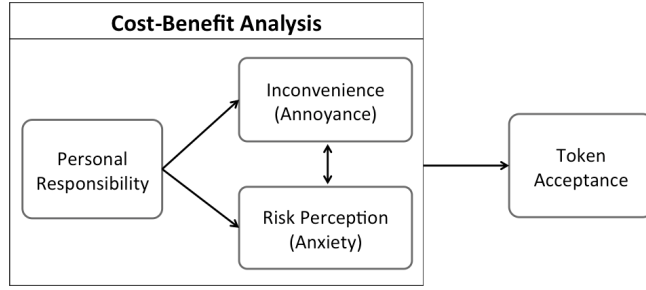 Cost-Benefit Analysis
Inconvenience
(Annoyance)
Personal
Responsibility
Risk Perception
(Anxiety)
Token
Acceptance